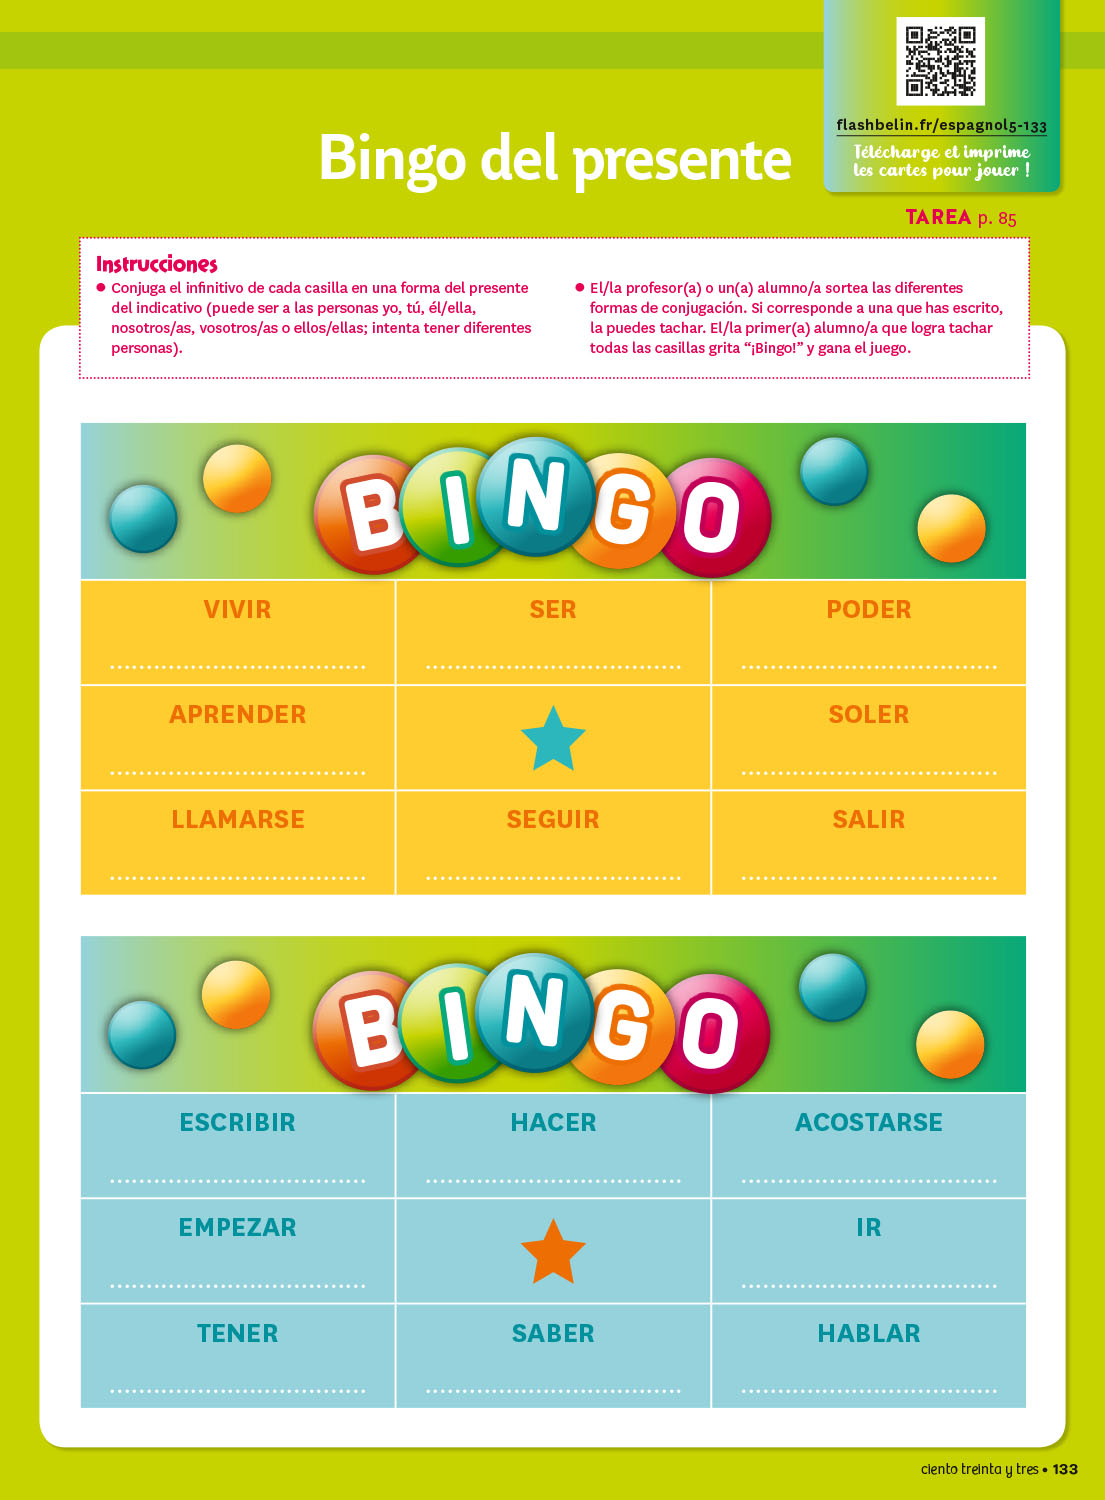 flashbelin.fr/espagnol5-133
Télécharge et imprime
les cartes pour jouer !
Bingo del presente
TAREA p. 85
Instrucciones
● Conjuga el infinitivo de cada casilla en una forma del presente
del indicativo (puede ser a las personas yo, tú, él/ella,
nosotros/as, vosotros/as o ellos/ellas; intenta tener diferentes
personas).
● El/la profesor(a) o un(a) alumno/a sortea las diferentes
formas de conjugación. Si corresponde a una que has escrito,
la puedes tachar. El/la primer(a) alumno/a que logra tachar
todas las casillas grita “¡Bingo!” y gana el juego.
BINGO
VIVIR SER PODER
APRENDER SOLER
LLAMARSE SEGUIR SALIR
BINGO
ESCRIBIR HACER ACOSTARSE
EMPEZAR IR
TENER SABER HABLAR
ciento treinta y tres • 133